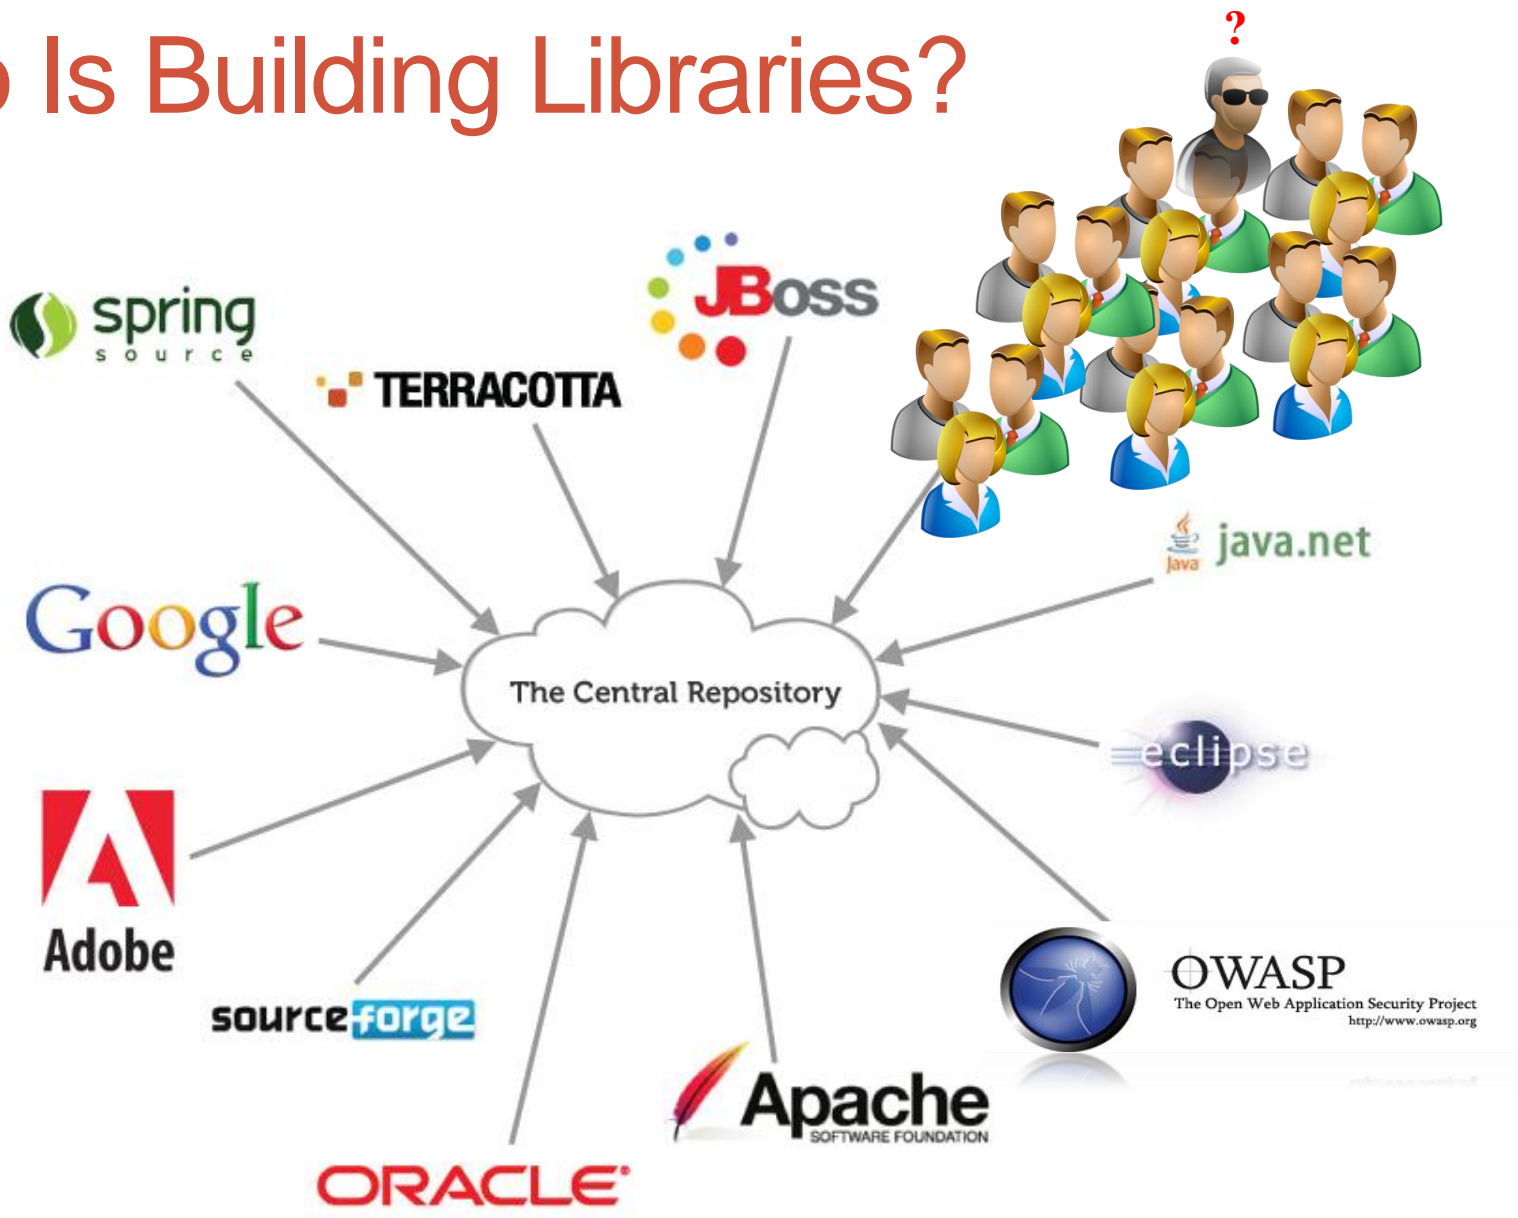 o Is Building Libraries?
?
spring
source
TERRACOTTA
JBoss
Java
java.net
Google
The Central Repository
eclipse
Adobe
sourceforge
OWASP
The Open Web Application Security Project
http://www.owasp.org
Apache
SOFTWARE FOUNDATION
ORACLE